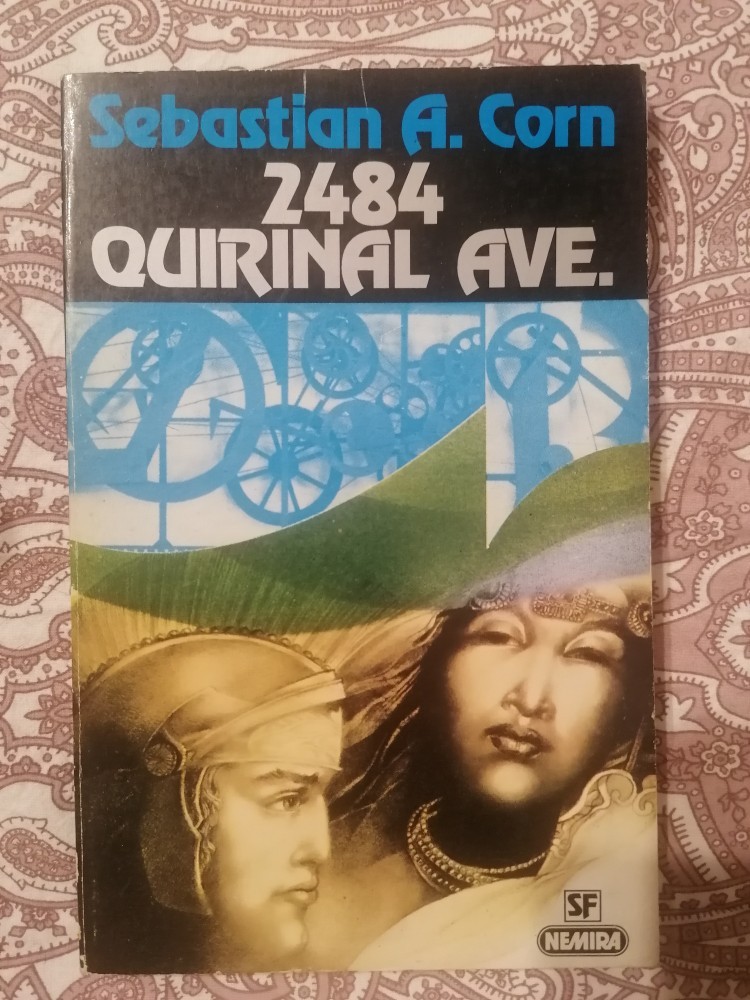 Sebastian A. Corn
2484
QUIRINAL AVE.
SF
NEMIRA